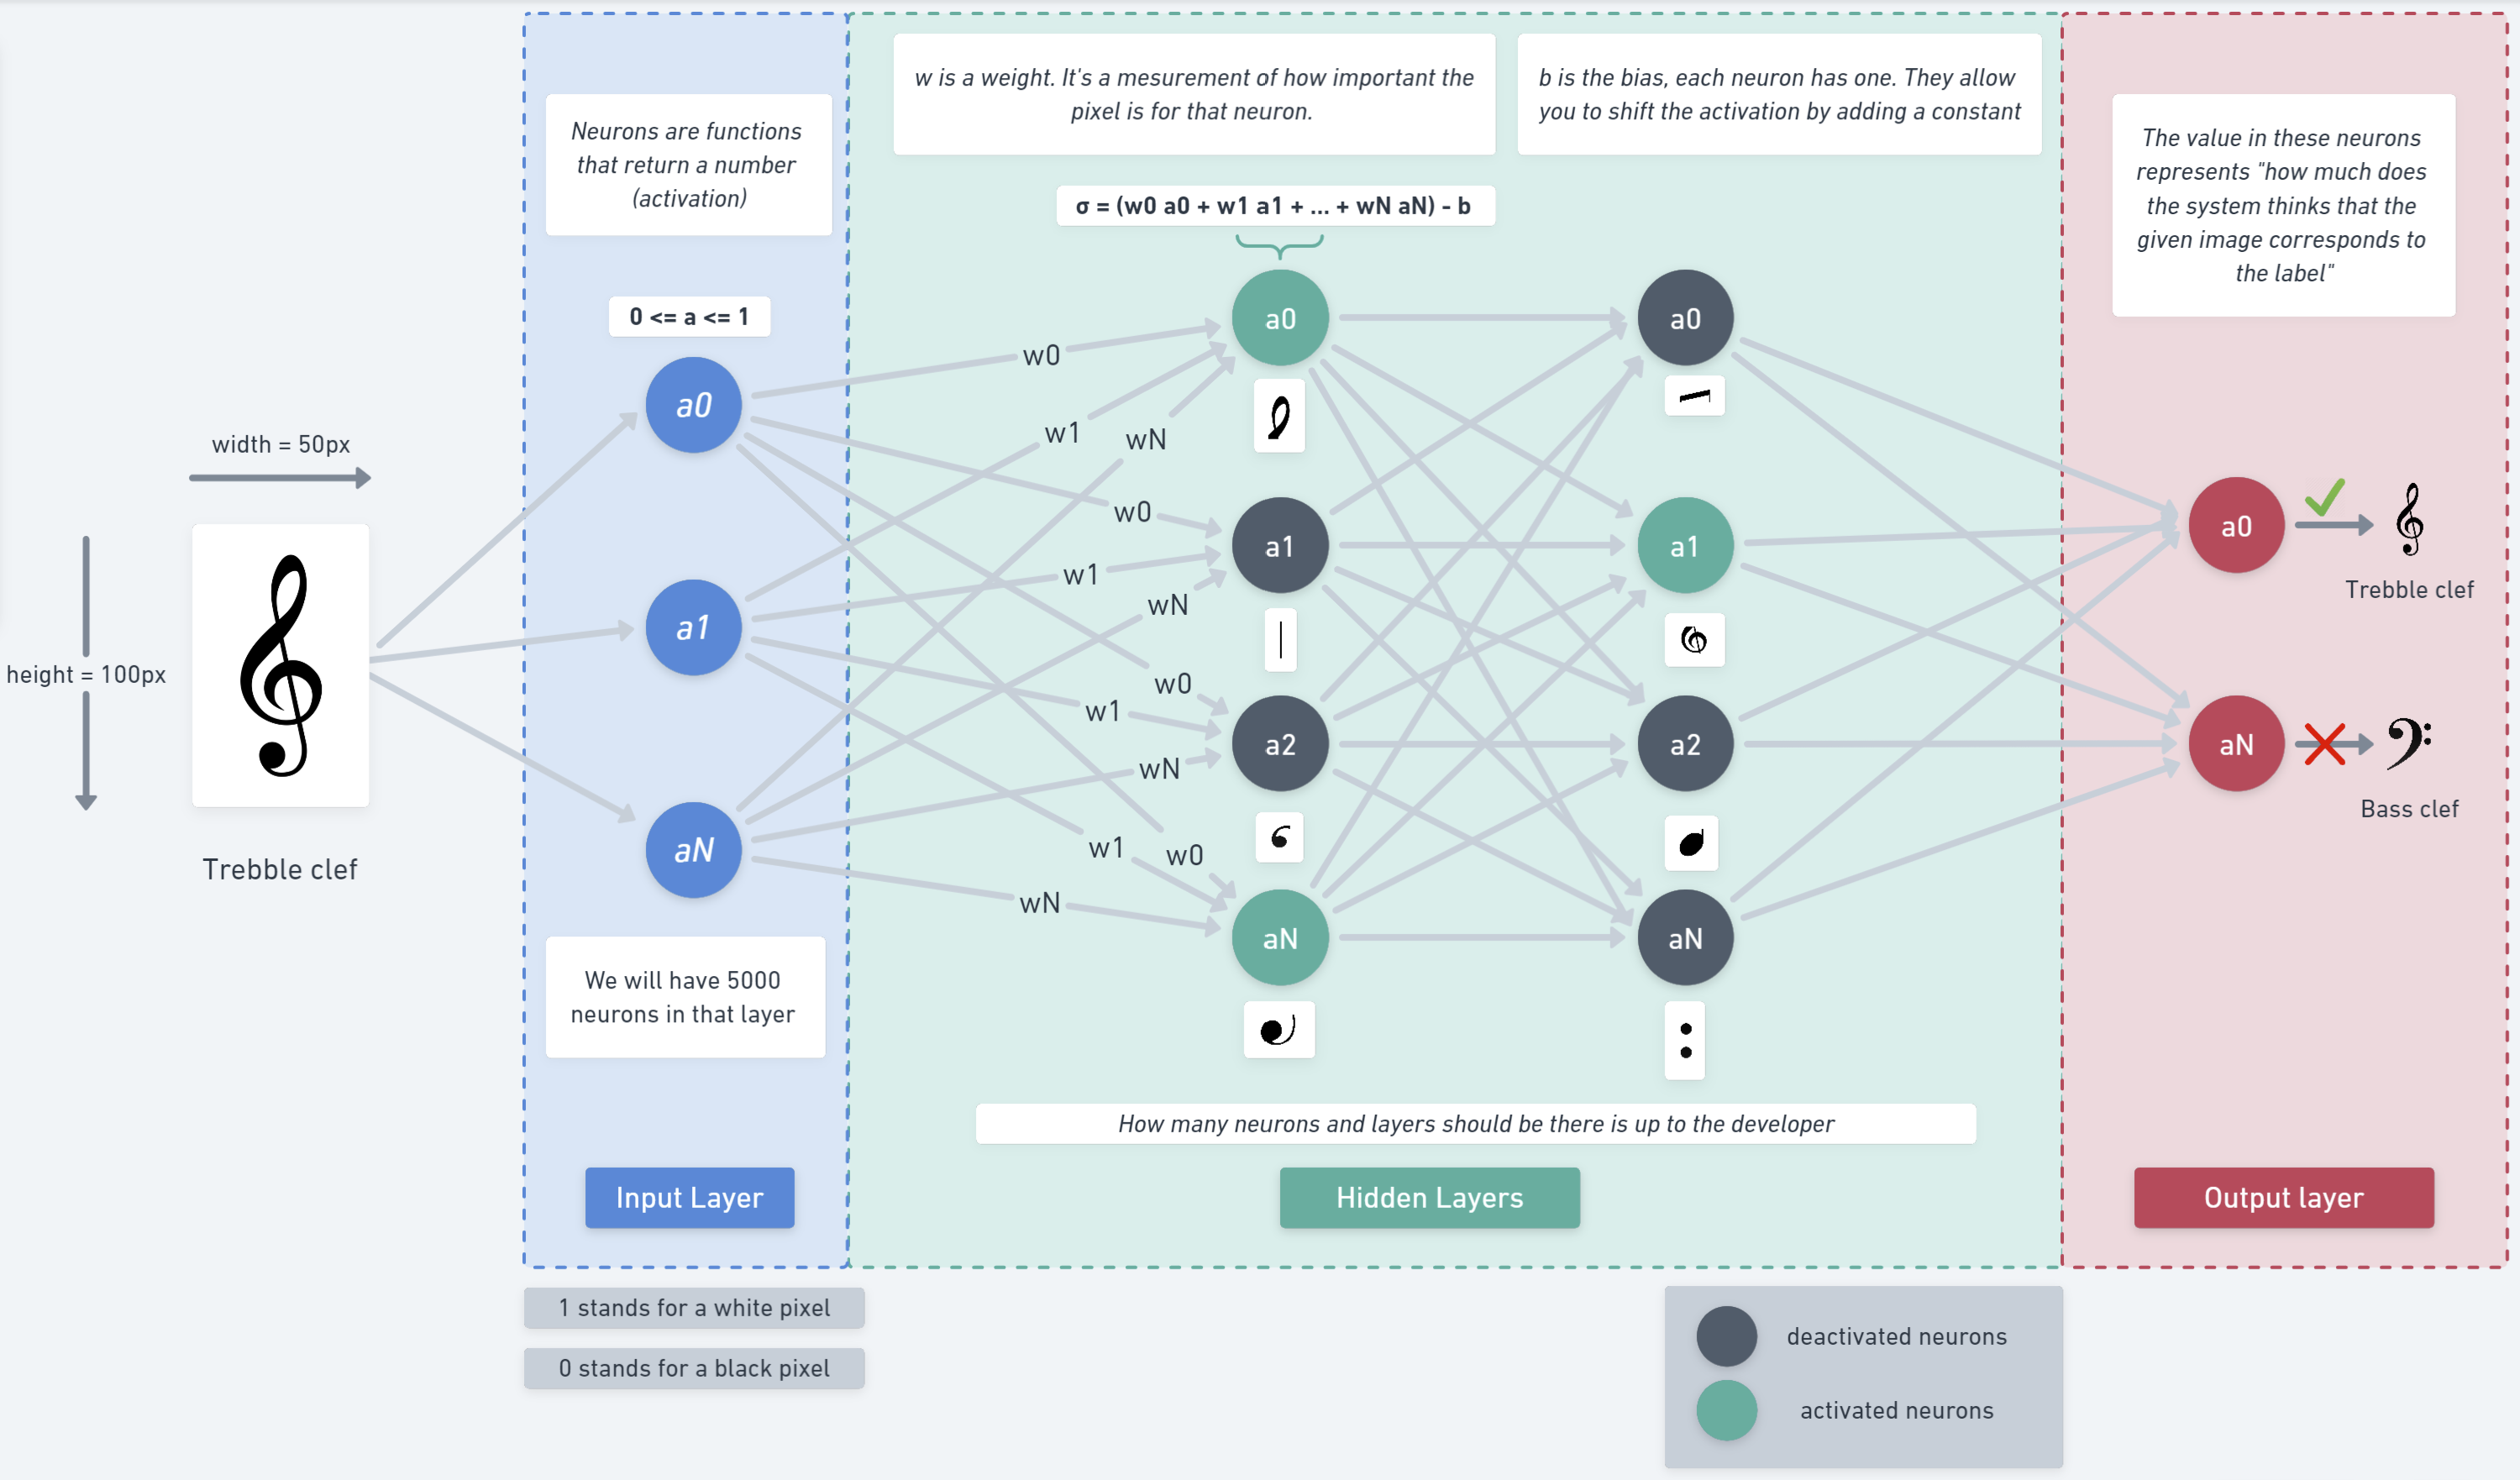 width = 50px
height = 100px
Trebble clef
Neurons are functions
that return a number
(activation)
0 <= a <= 1
a0
a1
aN
We will have 5000
neurons in that layer
Input Layer
1 stands for a white pixel
0 stands for a black pixel
w is a weight. It's a mesurement of how important the
pixel is for that neuron.
b is the bias, each neuron has one. They allow
you to shift the activation by adding a constant
σ = (w0 a0 + w1 a1 + ... + wN aN) - b
w0
w1
wN
w0
w1
wN
w0
w1
wN
w1
w0
wN
a0
a1
a2
aN
a0
a1
a2
aN
How many neurons and layers should be there is up to the developer
Hidden Layers
The value in these neurons
represents "how much does
the system thinks that the
given image corresponds to
the label"
a0
Trebble clef
aN
Bass clef
Output layer
deactivated neurons
activated neurons